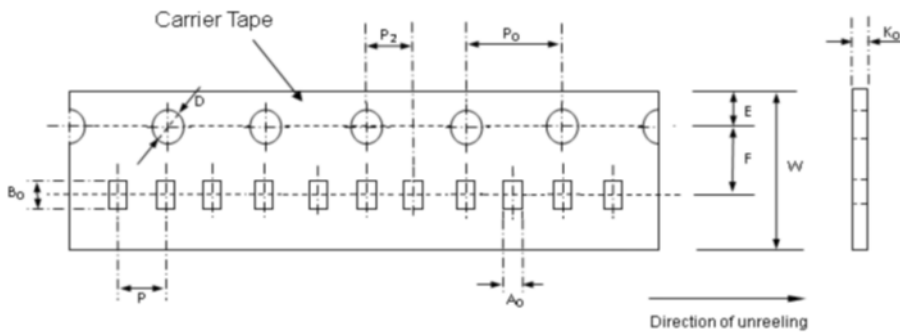 Carrier Tape
P2
P0
K0
D
E
F
W
B0
P
A0
Direction of unreeling